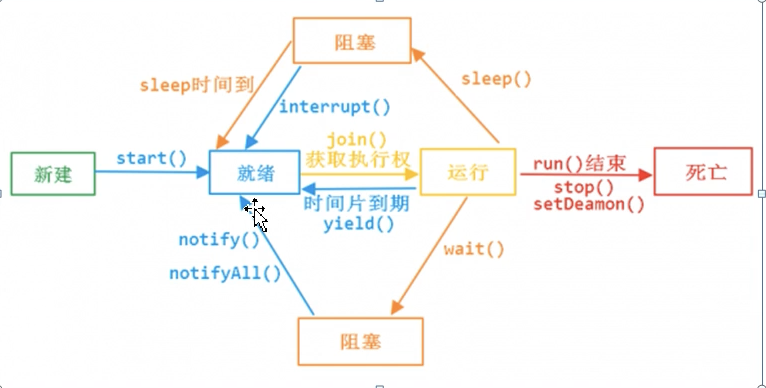 阻塞
sleep时间到
sleep()
interrupt()
新建
start()
就绪
join()
获取执行权
时间片到期
yield()
运行
run()结束
stop()
setDeamon()
死亡
notify()
notifyAll()
wait()
阻塞